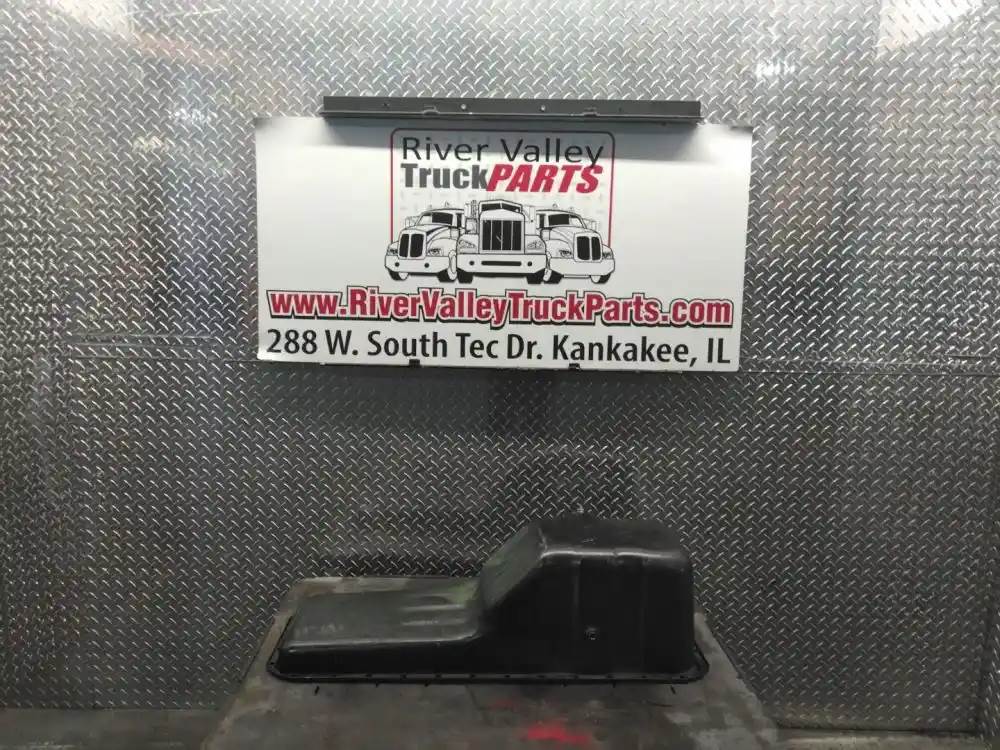 River Valley
TruckPARTS
www.RiverValleyTruckParts.com
288 W. South Tec Dr. Kankakee, IL